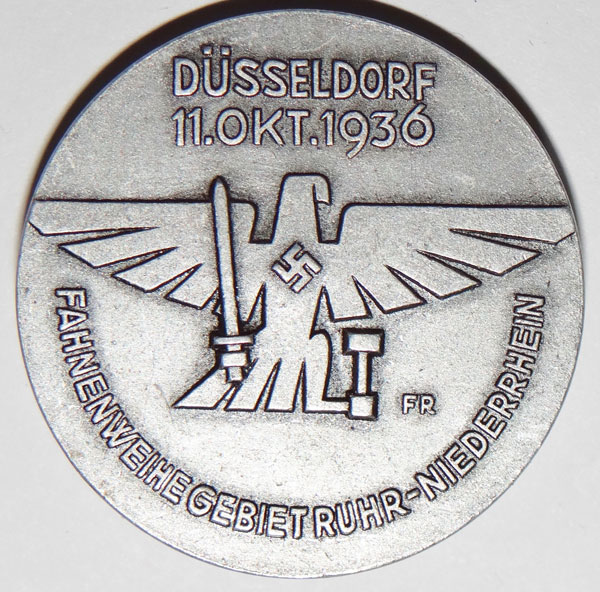 DÜSSELDORF
11.OKT.1936
FR
FAHNENWEIHE GEBIET RUHR-NIEDERRHEIN